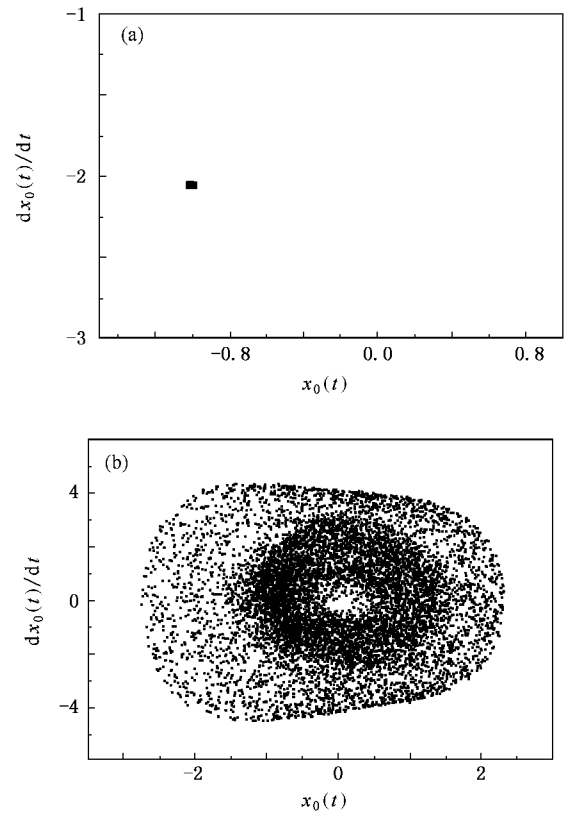 (a)
-1
-2
-3
dx₀(t)/dt
-0.8 0.0 0.8
x₀(t)
(b)
4
0
-4
dx₀(t)/dt
-2 0 2
x₀(t)